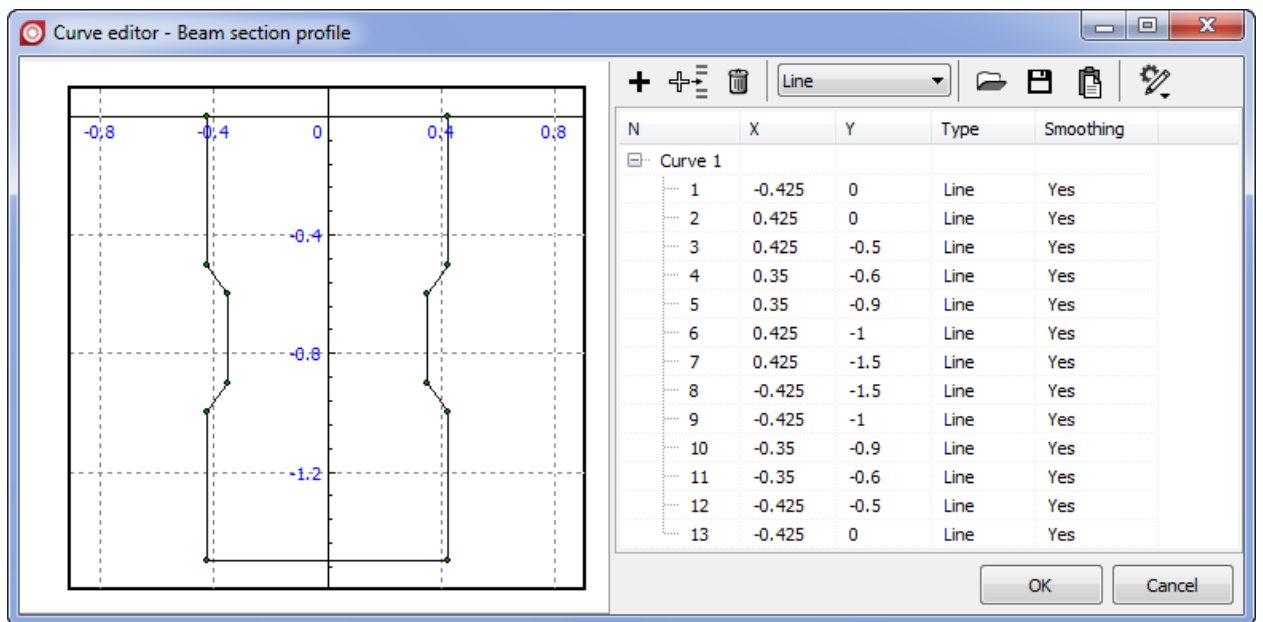 Curve editor - Beam section profile
Line
-0,8 -0,4 0 0,4 0,8
-0,4
-0,8
-1,2
N X Y Type Smoothing
Curve 1
1 -0.425 0 Line Yes
2 0.425 0 Line Yes
3 0.425 -0.5 Line Yes
4 0.35 -0.6 Line Yes
5 0.35 -0.9 Line Yes
6 0.425 -1 Line Yes
7 0.425 -1.5 Line Yes
8 -0.425 -1.5 Line Yes
9 -0.425 -1 Line Yes
10 -0.35 -0.9 Line Yes
11 -0.35 -0.6 Line Yes
12 -0.425 -0.5 Line Yes
13 -0.425 0 Line Yes
OK Cancel